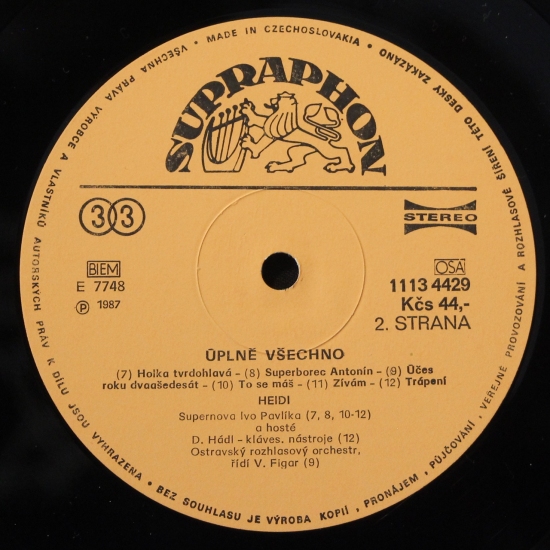 VŠECHNA PRÁVA VÝROBCE A VLASTNÍKŮ AUTORSKÝCH PRÁV K DÍLU JSOU VYHRAZENA • BEZ SOUHLASU JE VÝROBA KOPIÍ, PRONÁJEM, PŮJČOVÁNÍ, VEŘEJNÉ PROVOZOVÁNÍ A ROZHLASOVÉ ŠÍŘENÍ TÉTO DESKY ZAKÁZÁNO • MADE IN CZECHOSLOVAKIA •
SUPRAPHON
33
STEREO
BIEM
OSA
E 7748
1113 4429
Ⓟ 1987
Kčs 44,-
2. STRANA
ÚPLNĚ VŠECHNO
(7) Holka tvrdohlavá – (8) Superborec Antonín – (9) Účes
roku dvaašedesát – (10) To se máš – (11) Zívám – (12) Trápení
HEIDI
Supernova Ivo Pavlíka (7, 8, 10-12)
a hosté
D. Hádl – kláves. nástroje (12)
Ostravský rozhlasový orchestr,
řídí V. Figar (9)